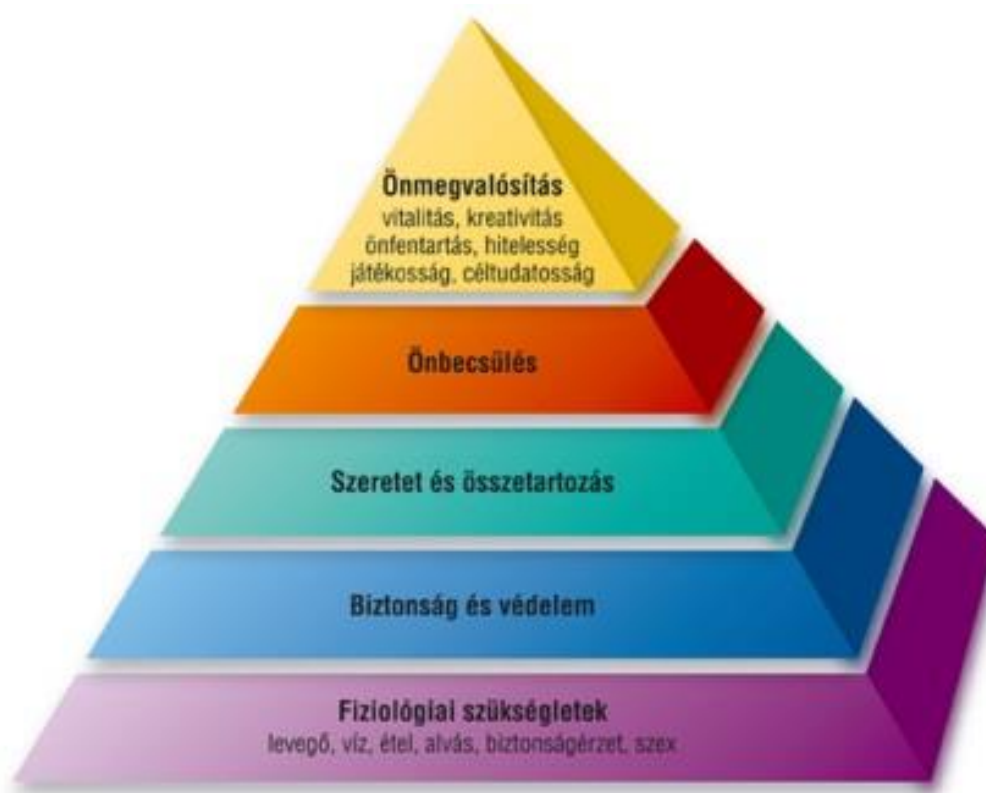 Önmegvalósítás
vitalitás, kreativitás
önfentartás, hitelesség
játékosság, céltudatosság
Önbecsülés
Szeretet és összetartozás
Biztonság és védelem
Fiziológiai szükségletek
levegő, víz, étel, alvás, biztonságérzet, szex